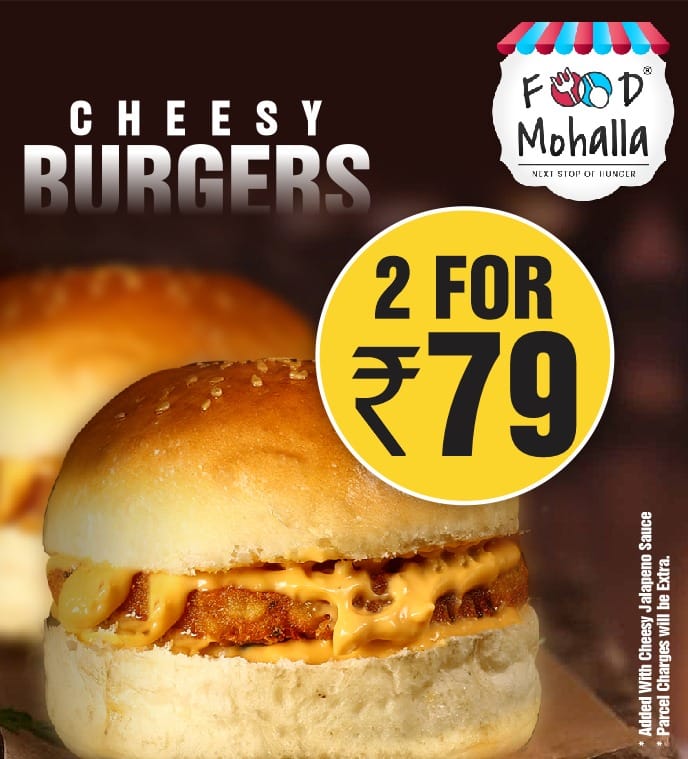 CHEESY
BURGERS
FOOD®
Mohalla
NEXT STOP OF HUNGER
2 FOR
₹79
* Added With Cheesy Jalapeno Sauce
* Parcel Charges will be Extra.